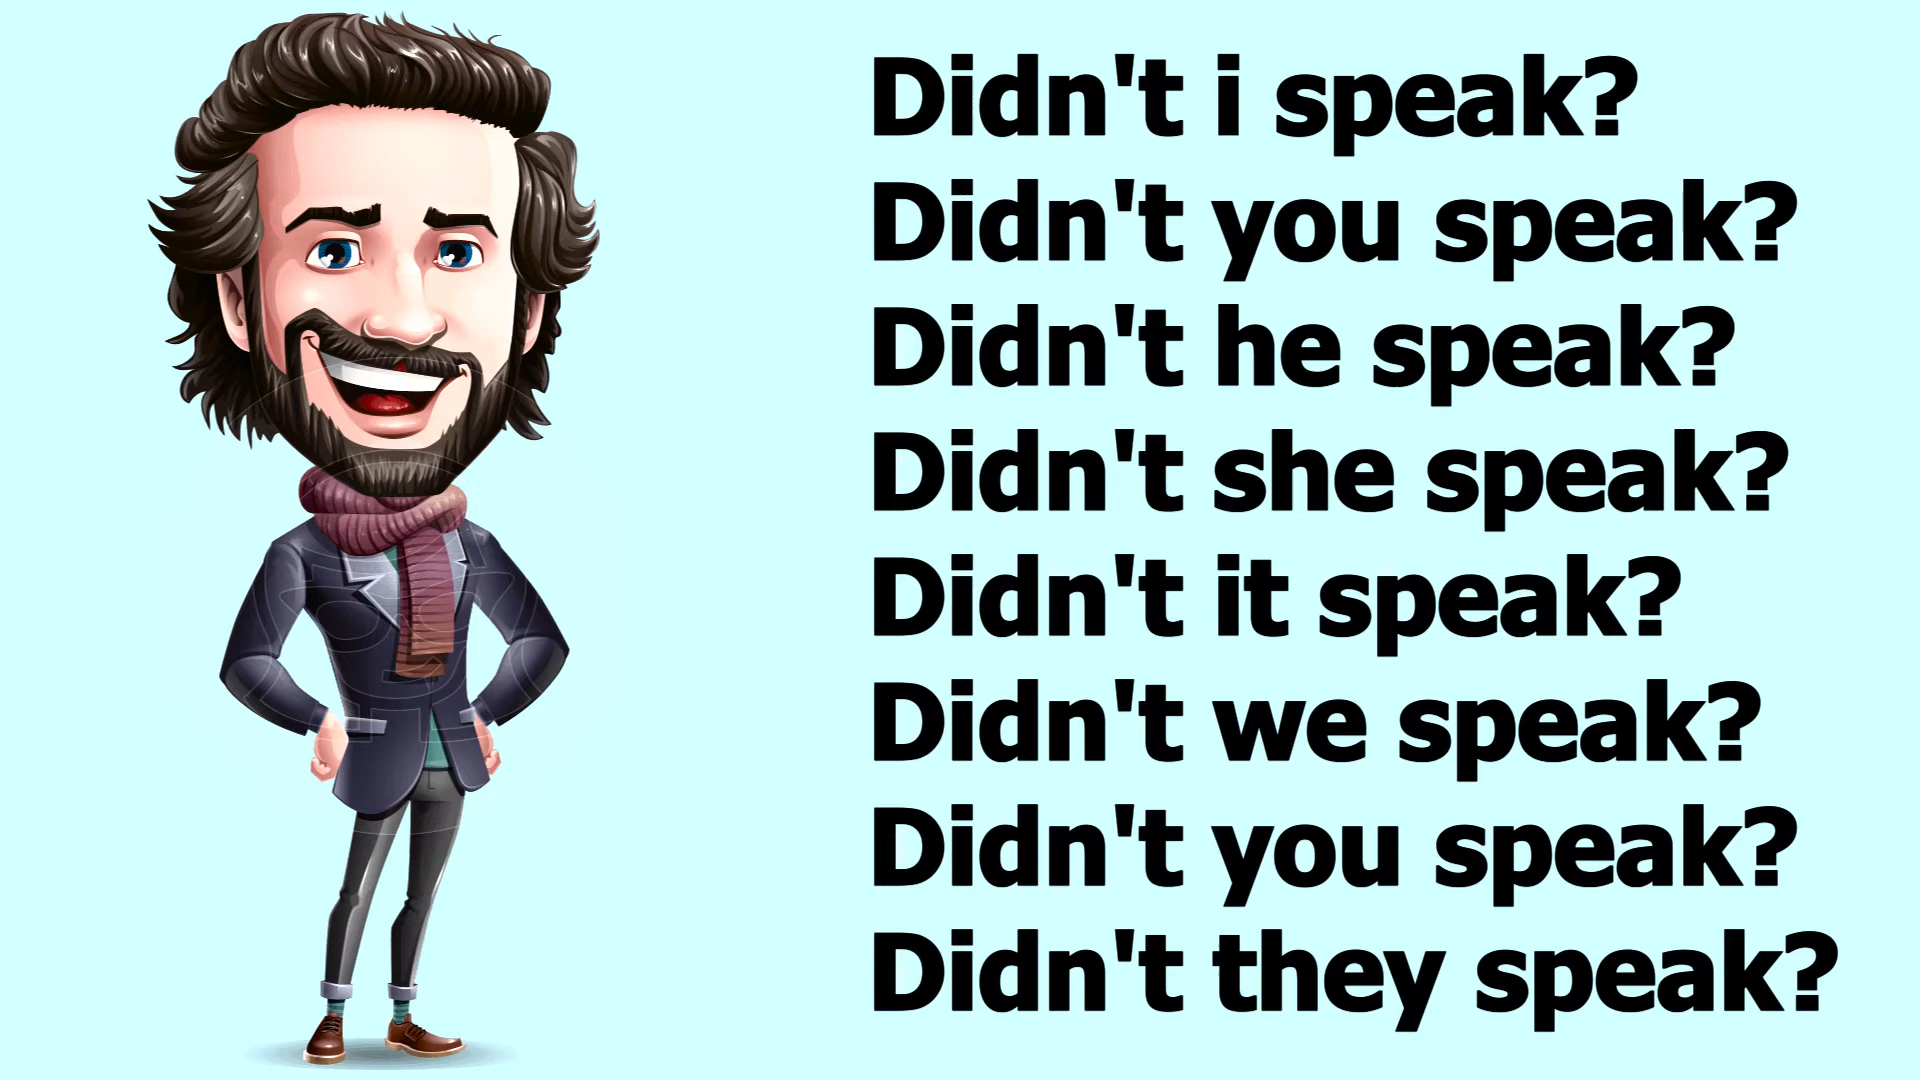 Didn't i speak?
Didn't you speak?
Didn't he speak?
Didn't she speak?
Didn't it speak?
Didn't we speak?
Didn't you speak?
Didn't they speak?